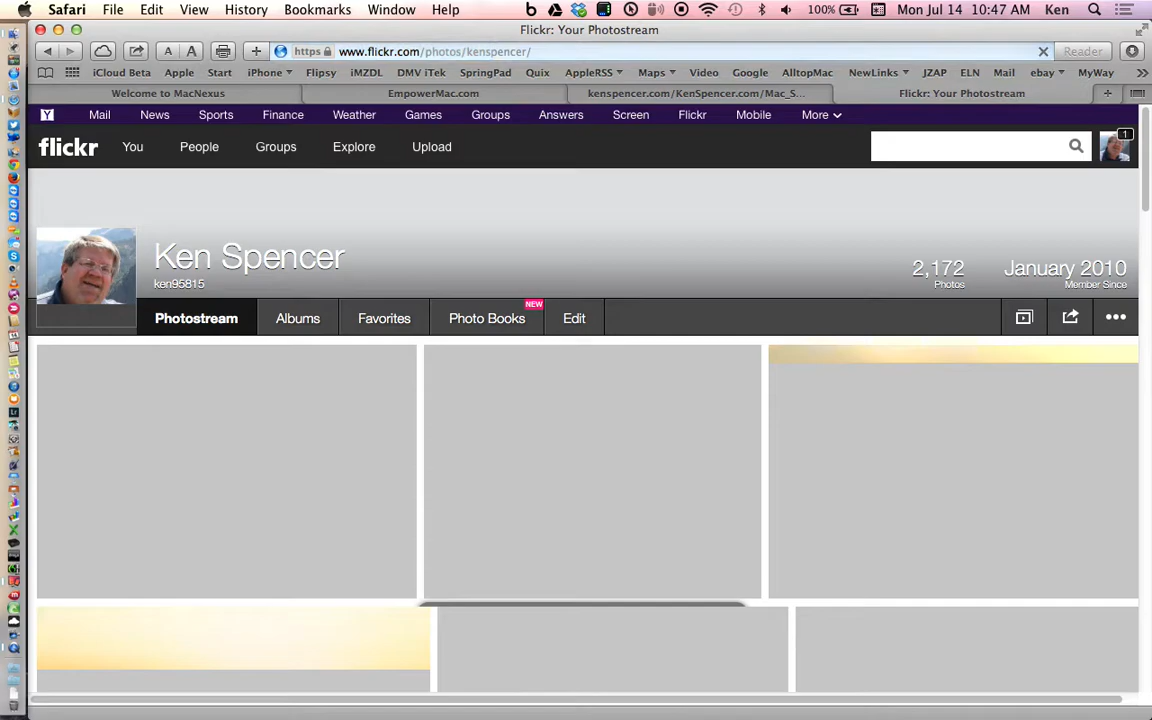 Safari File Edit View History Bookmarks Window Help 100% Mon Jul 14 10:47 AM Ken
Flickr: Your Photostream
A A + https www.flickr.com/photos/kenspencer/ Reader
iCloud Beta Apple Start iPhone Flipsy iMZDL DMV iTek SpringPad Quix AppleRSS Maps Video Google AlltopMac NewLinks JZAP ELN Mail ebay MyWay
Welcome to MacNexus EmpowerMac.com kenspencer.com/KenSpencer.com/Mac_S... Flickr: Your Photostream
Y Mail News Sports Finance Weather Games Groups Answers Screen Flickr Mobile More
flickr You People Groups Explore Upload 1
Ken Spencer
ken95815
2,172 January 2010
Photos Member Since
NEW
Photostream Albums Favorites Photo Books Edit